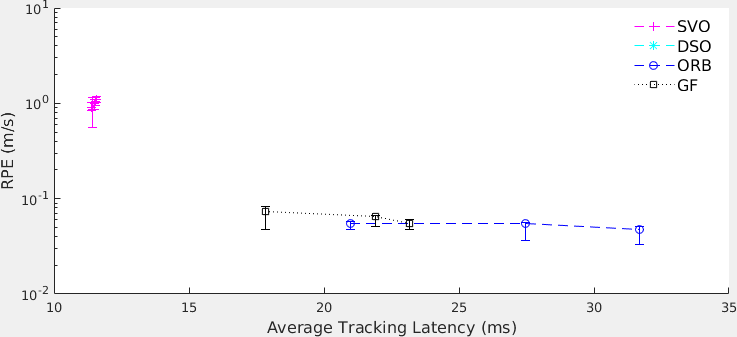 10^1
10^0
10^-1
10^-2
RPE (m/s)
SVO
DSO
ORB
GF
10 15 20 25 30 35
Average Tracking Latency (ms)